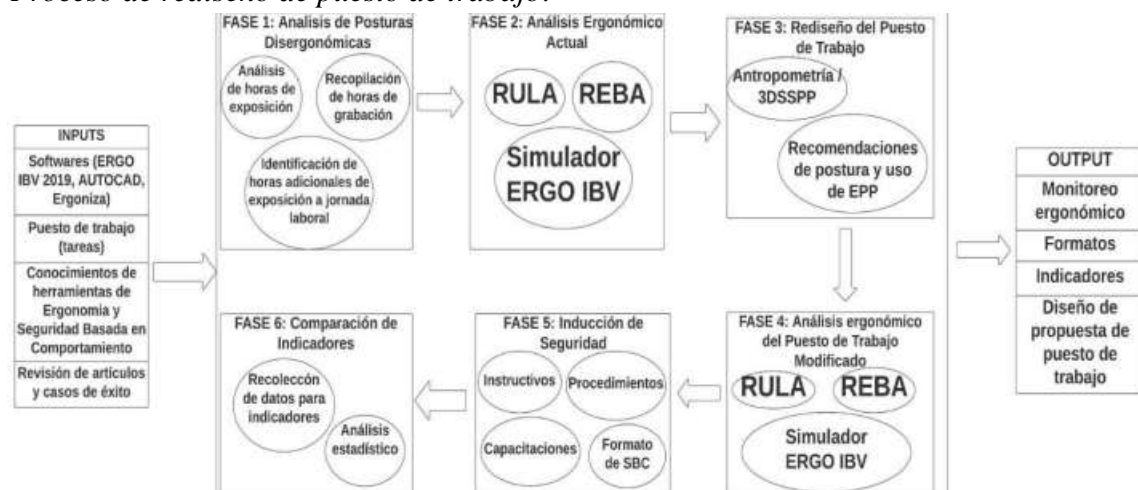 Proceso de rediseño de puesto de trabajo.
INPUTS
Softwares (ERGO
IBV 2019, AUTOCAD,
Ergoniza)
Puesto de trabajo
(tareas)
Conocimientos de
herramientas de
Ergonomia y
Seguridad Basada en
Comportamiento
Revisión de artículos
y casos de éxito
FASE 1: Analisis de Posturas
Disergonómicas
Análisis
de horas de
exposición
Recopilación
de horas de
grabación
Identificación de
horas adicionales de
exposición a jornada
laboral
FASE 2: Análisis Ergonómico
Actual
RULA
REBA
Simulador
ERGO IBV
FASE 3: Rediseño del Puesto
de Trabajo
Antropometría /
3DSSPP
Recomendaciones
de postura y uso
de EPP
FASE 4: Análisis ergonómico
del Puesto de Trabajo
Modificado
RULA
REBA
Simulador
ERGO IBV
FASE 5: Inducción de
Seguridad
Instructivos
Procedimientos
Capacitaciones
Formato
de SBC
FASE 6: Comparación de
Indicadores
Recoleccón
de datos para
indicadores
Análisis
estadístico
OUTPUT
Monitoreo
ergonómico
Formatos
Indicadores
Diseño de
propuesta de
puesto de
trabajo